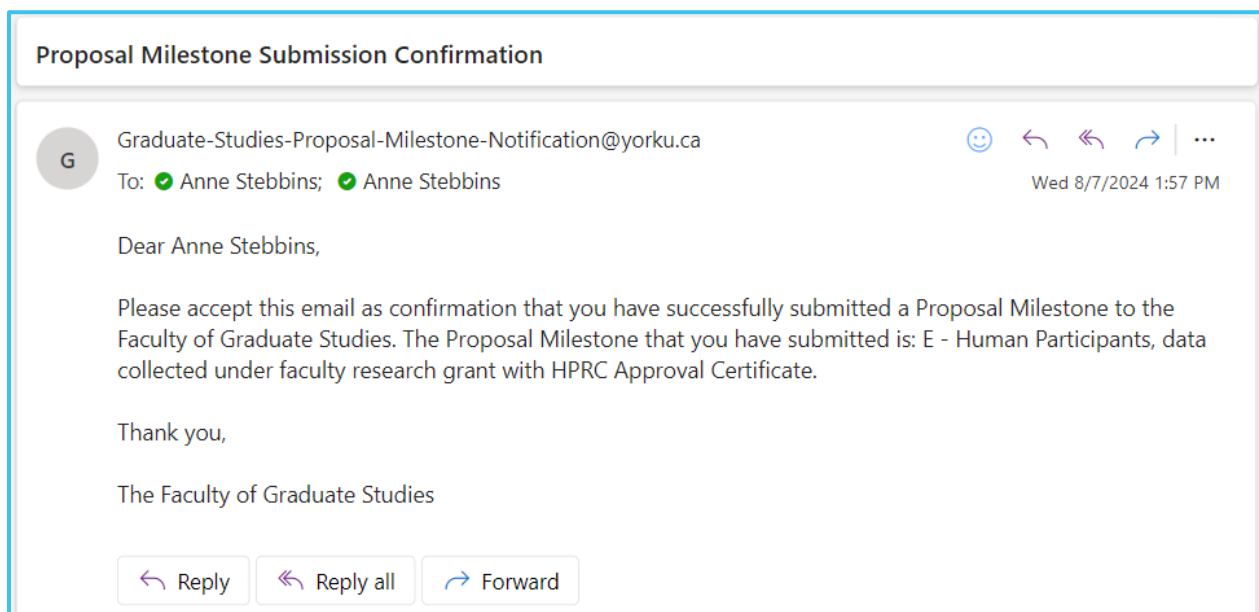 Proposal Milestone Submission Confirmation
G
Graduate-Studies-Proposal-Milestone-Notification@yorku.ca
To: Anne Stebbins; Anne Stebbins
Wed 8/7/2024 1:57 PM
Dear Anne Stebbins,
Please accept this email as confirmation that you have successfully submitted a Proposal Milestone to the
Faculty of Graduate Studies. The Proposal Milestone that you have submitted is: E - Human Participants, data
collected under faculty research grant with HPRC Approval Certificate.
Thank you,
The Faculty of Graduate Studies
Reply Reply all Forward